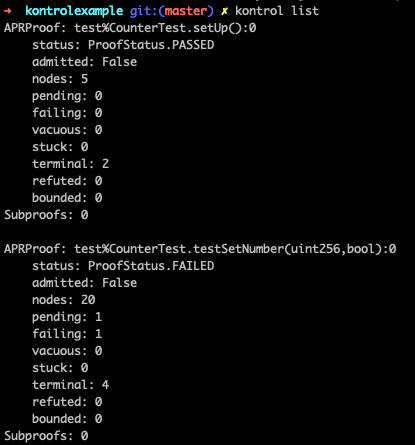 ➜ kontrolexample git:(master) ✗ kontrol list
APRProof: test%CounterTest.setUp():0
    status: ProofStatus.PASSED
    admitted: False
    nodes: 5
    pending: 0
    failing: 0
    vacuous: 0
    stuck: 0
    terminal: 2
    refuted: 0
    bounded: 0
Subproofs: 0

APRProof: test%CounterTest.testSetNumber(uint256,bool):0
    status: ProofStatus.FAILED
    admitted: False
    nodes: 20
    pending: 1
    failing: 1
    vacuous: 0
    stuck: 0
    terminal: 4
    refuted: 0
    bounded: 0
Subproofs: 0